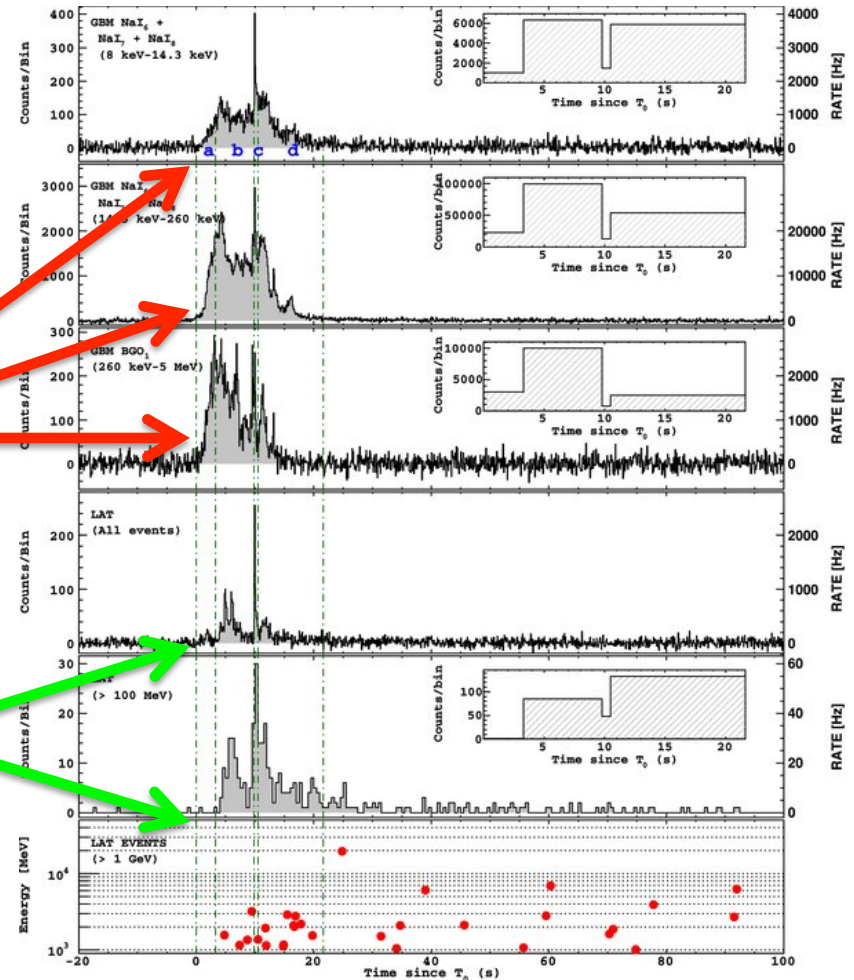 GBM NaI₆ +
NaI₇ + NaI₈
(8 keV-14.3 keV)
Counts/Bin
400
300
200
100
0
a b c d
4000
3000
2000
1000
0
RATE [Hz]
Counts/bin
6000
4000
2000
0
5 10 15 20
Time since T₀ (s)
GBM NaI
NaI
keV-260 keV)
Counts/Bin
3000
2000
1000
0
20000
10000
0
RATE [Hz]
Counts/bin
100000
50000
0
5 10 15 20
Time since T₀ (s)
GBM BGO₁
(260 keV-5 MeV)
Counts/Bin
300
200
100
0
2000
1000
0
RATE [Hz]
Counts/bin
10000
5000
0
5 10 15 20
Time since T₀ (s)
LAT
(All events)
Counts/Bin
200
100
0
2000
1000
0
RATE [Hz]
(> 100 MeV)
Counts/Bin
30
20
10
0
60
40
20
0
RATE [Hz]
Counts/bin
100
50
0
5 10 15 20
Time since T₀ (s)
LAT EVENTS
(> 1 GeV)
Energy [MeV]
10⁴
10³
-20 0 20 40 60 80 100
Time since T₀ (s)